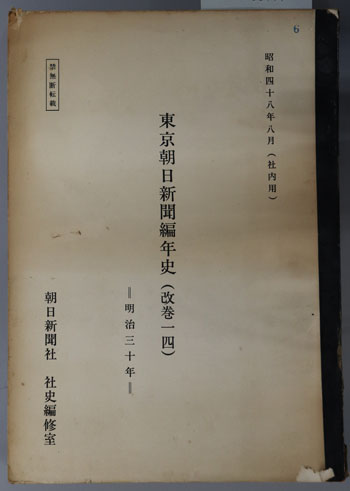 6
昭和四十八年八月(社内用)
東京朝日新聞編年史(改巻一四)
＝明治三十年＝
禁無断転載
朝日新聞社 社史編修室